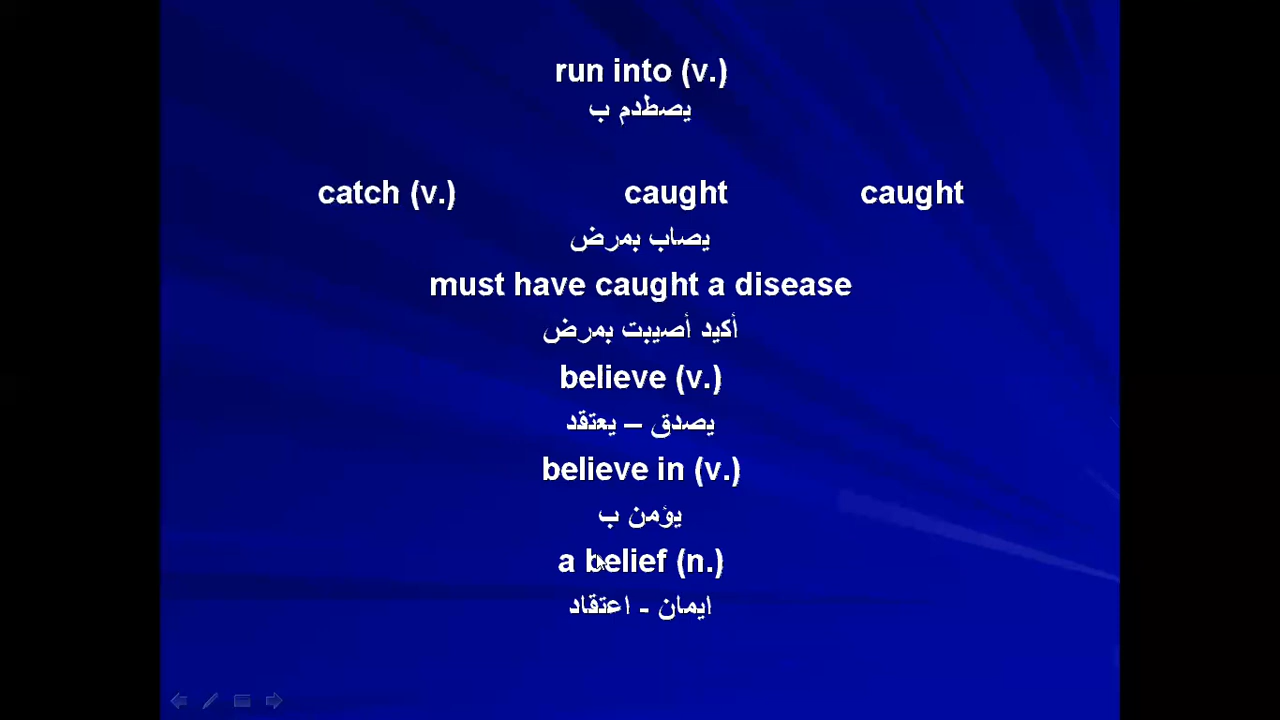 run into (v.)
يصطدم ب
catch (v.) caught caught
يصاب بمرض
must have caught a disease
أكيد أصيبت بمرض
believe (v.)
يصدق – يعتقد
believe in (v.)
يؤمن ب
a belief (n.)
ايمان - اعتقاد